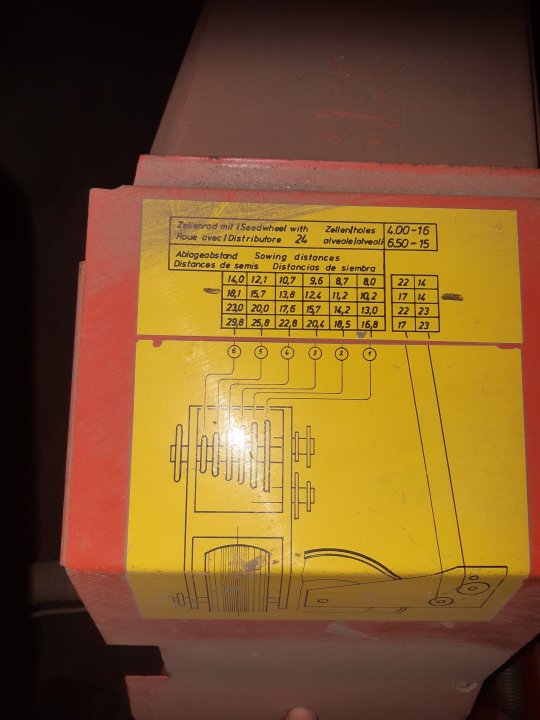 Zellenrad mit / Seedwheel with Zellen/holes 4.00-16
Roue avec / Distributore 24 alveole/alveoli 6.50-15
Ablageabstand Sowing distances
Distances de semis Distancias de siembra
14,0 12,1 10,7 9,6 8,7 8,0 22 14
18,1 15,7 13,8 12,4 11,2 10,2 17 14
23,0 20,0 17,6 15,7 14,2 13,0 22 23
29,8 25,8 22,8 20,4 18,5 16,8 17 23
6 5 4 3 2 1